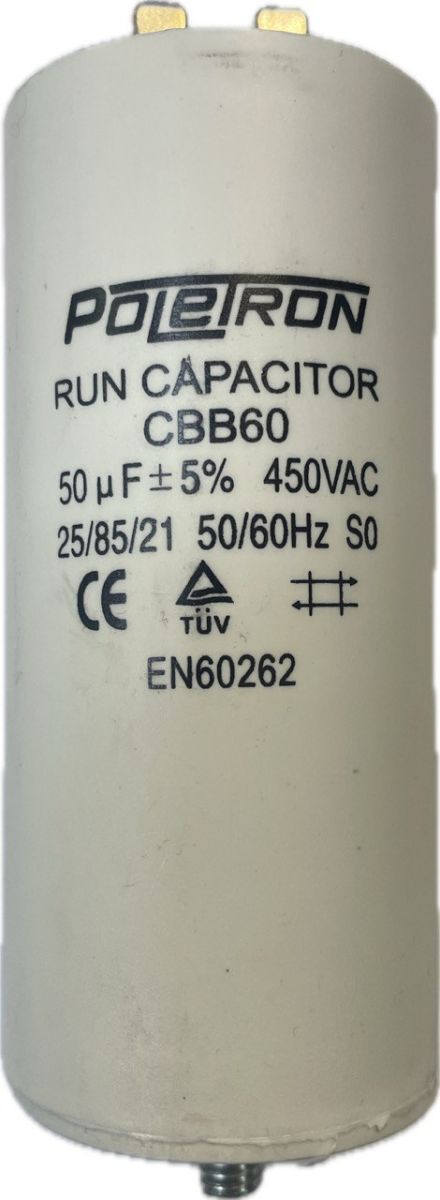 POLETRON
RUN CAPACITOR
CBB60
50 µF ± 5% 450VAC
25/85/21 50/60Hz S0
CE TÜV
EN60262